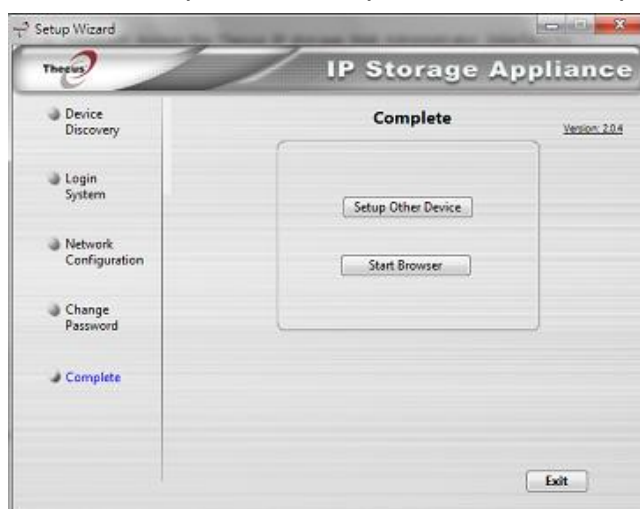 Setup Wizard
Thecus
IP Storage Appliance
Device
Discovery
Login
System
Network
Configuration
Change
Password
Complete
Complete
Version: 2.0.4
Setup Other Device
Start Browser
Exit